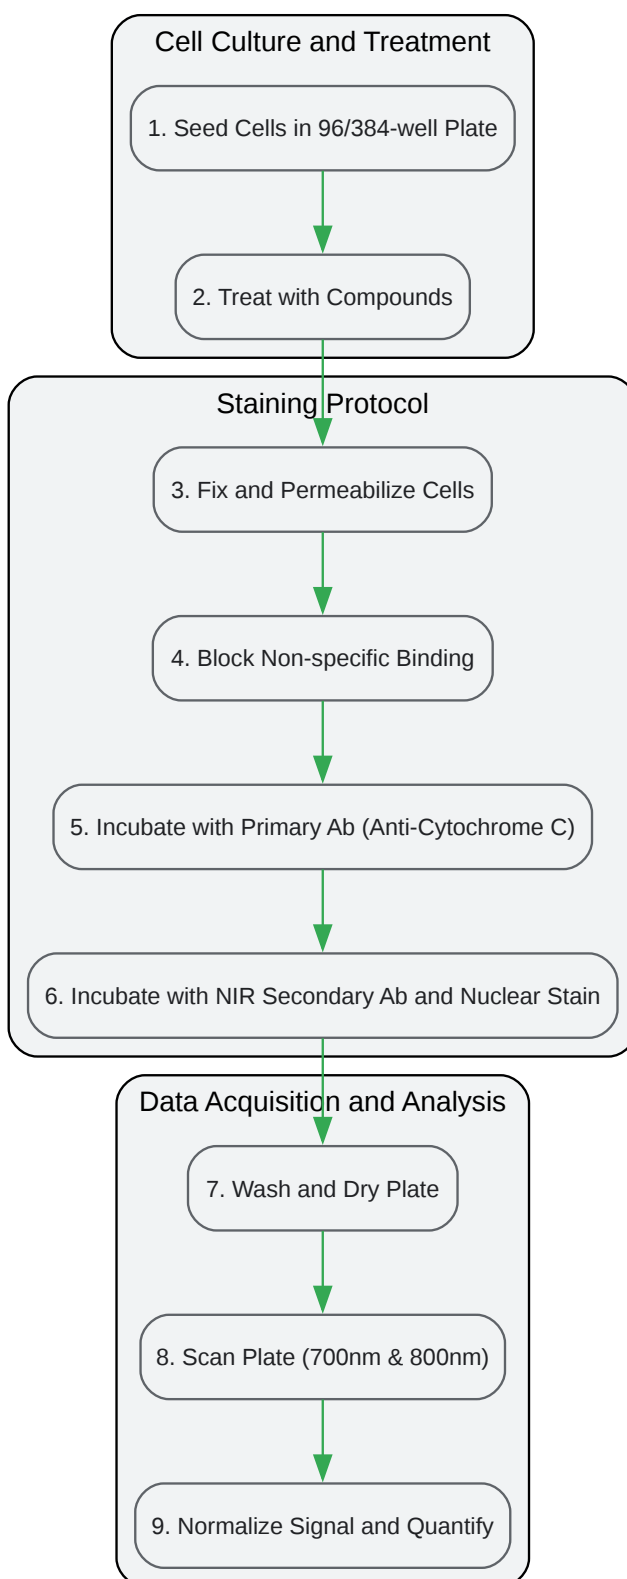 Cell Culture and Treatment
1. Seed Cells in 96/384-well Plate
2. Treat with Compounds
Staining Protocol
3. Fix and Permeabilize Cells
4. Block Non-specific Binding
5. Incubate with Primary Ab (Anti-Cytochrome C)
6. Incubate with NIR Secondary Ab and Nuclear Stain
Data Acquisition and Analysis
7. Wash and Dry Plate
8. Scan Plate (700nm & 800nm)
9. Normalize Signal and Quantify